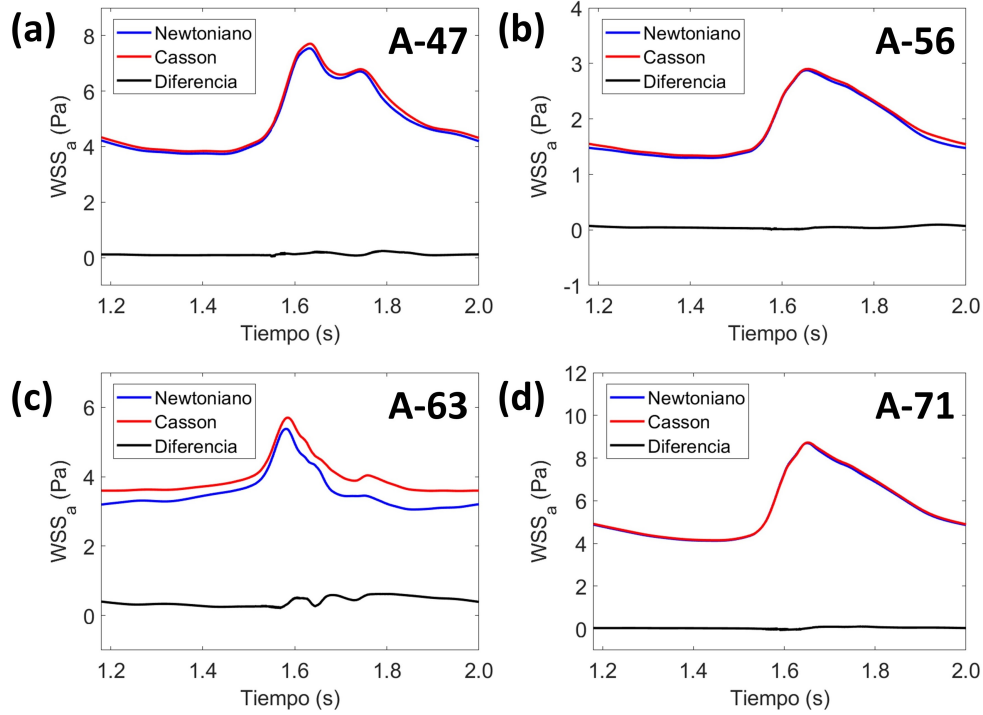 (a)
A-47
Newtoniano
Casson
Diferencia
WSSa (Pa)
8
6
4
2
0
1.2
1.4
1.6
1.8
2.0
Tiempo (s)
(b)
A-56
Newtoniano
Casson
Diferencia
WSSa (Pa)
4
3
2
1
0
-1
1.2
1.4
1.6
1.8
2.0
Tiempo (s)
(c)
A-63
Newtoniano
Casson
Diferencia
WSSa (Pa)
6
4
2
0
1.2
1.4
1.6
1.8
2.0
Tiempo (s)
(d)
A-71
Newtoniano
Casson
Diferencia
WSSa (Pa)
12
10
8
6
4
2
0
1.2
1.4
1.6
1.8
2.0
Tiempo (s)